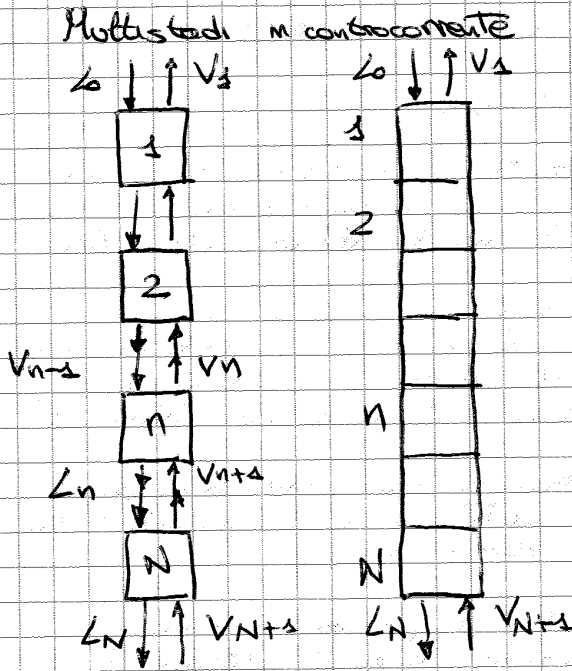 Multistadi in controcorrente
L0 V1 L0 V1
1 1
2 2
Vn-1 Vn
n n
Ln Vn+1
N N
LN VN+1 LN VN+1